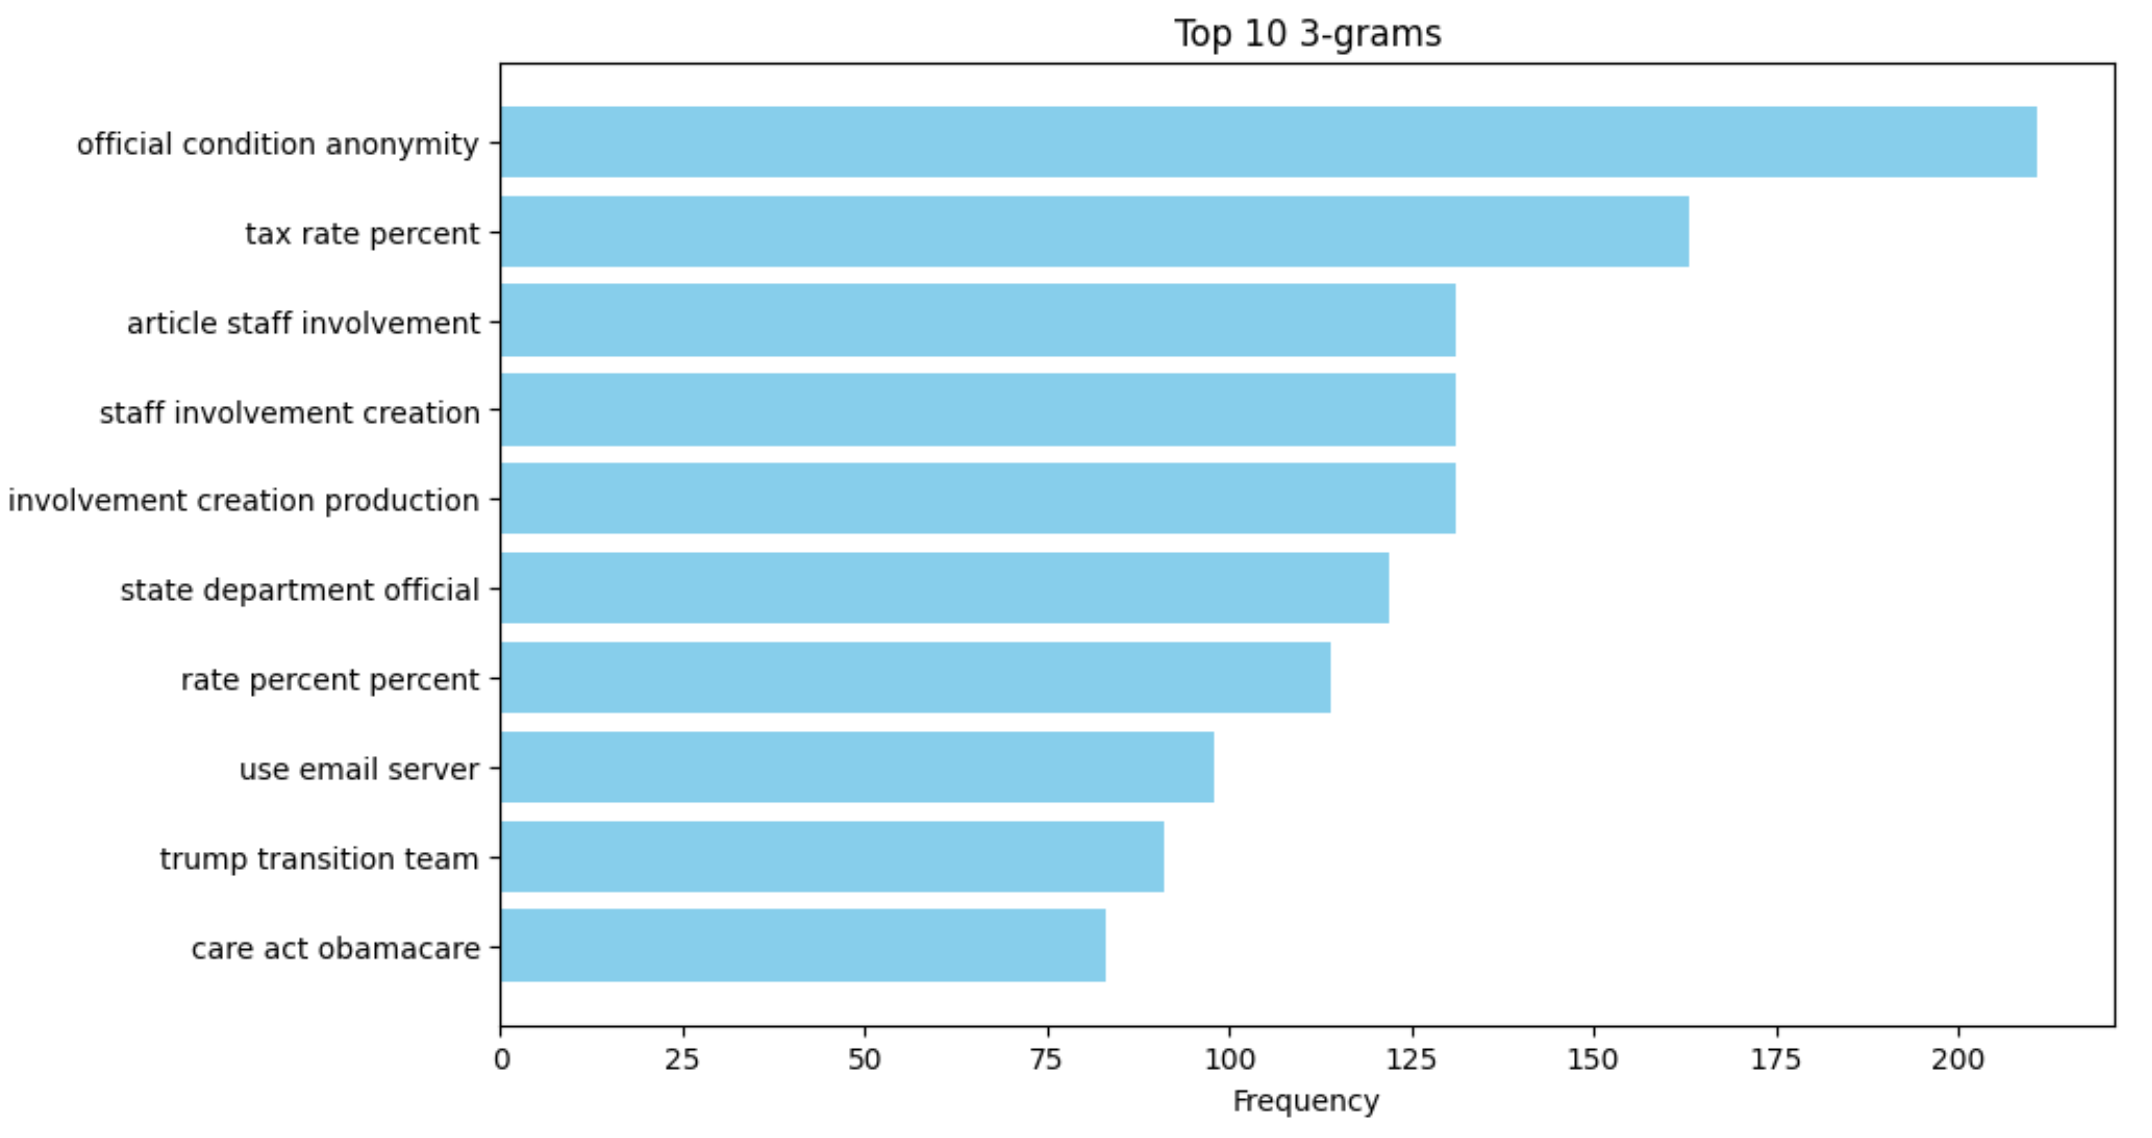 Top 10 3-grams
official condition anonymity
tax rate percent
article staff involvement
staff involvement creation
involvement creation production
state department official
rate percent percent
use email server
trump transition team
care act obamacare
0 25 50 75 100 125 150 175 200
Frequency